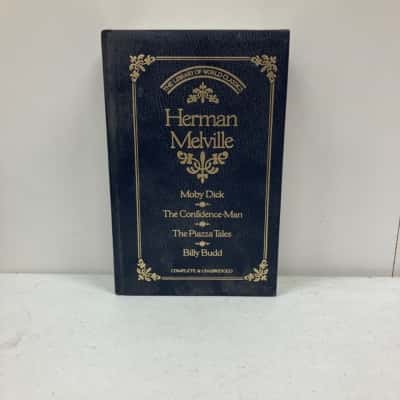 THE LIBRARY OF WORLD CLASSICS
Herman
Melville
Moby Dick
The Confidence-Man
The Piazza Tales
Billy Budd
COMPLETE & UNABRIDGED